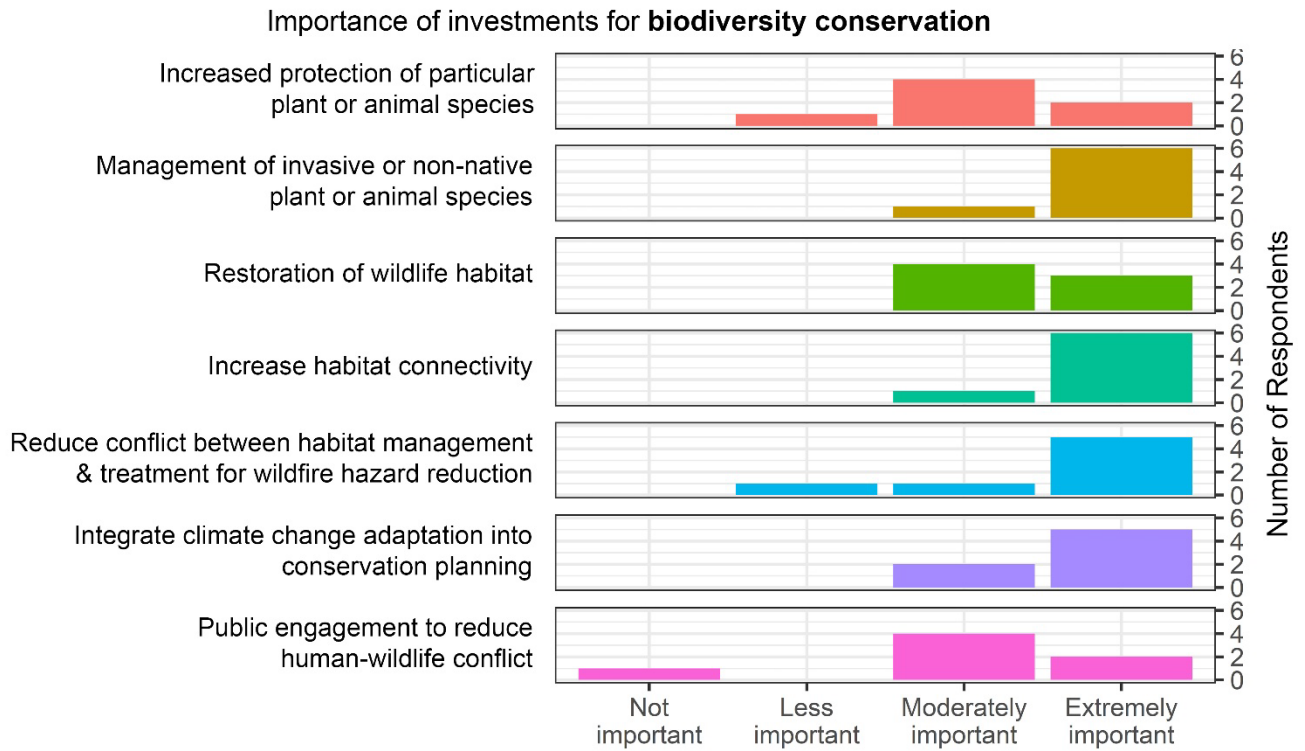 Importance of investments for biodiversity conservation
Increased protection of particular
plant or animal species
6
4
2
0
Management of invasive or non-native
plant or animal species
6
4
2
0
Restoration of wildlife habitat
6
4
2
0
Increase habitat connectivity
6
4
2
0
Reduce conflict between habitat management
& treatment for wildfire hazard reduction
6
4
2
0
Integrate climate change adaptation into
conservation planning
6
4
2
0
Public engagement to reduce
human-wildlife conflict
6
4
2
0
Number of Respondents
Not
important
Less
important
Moderately
important
Extremely
important